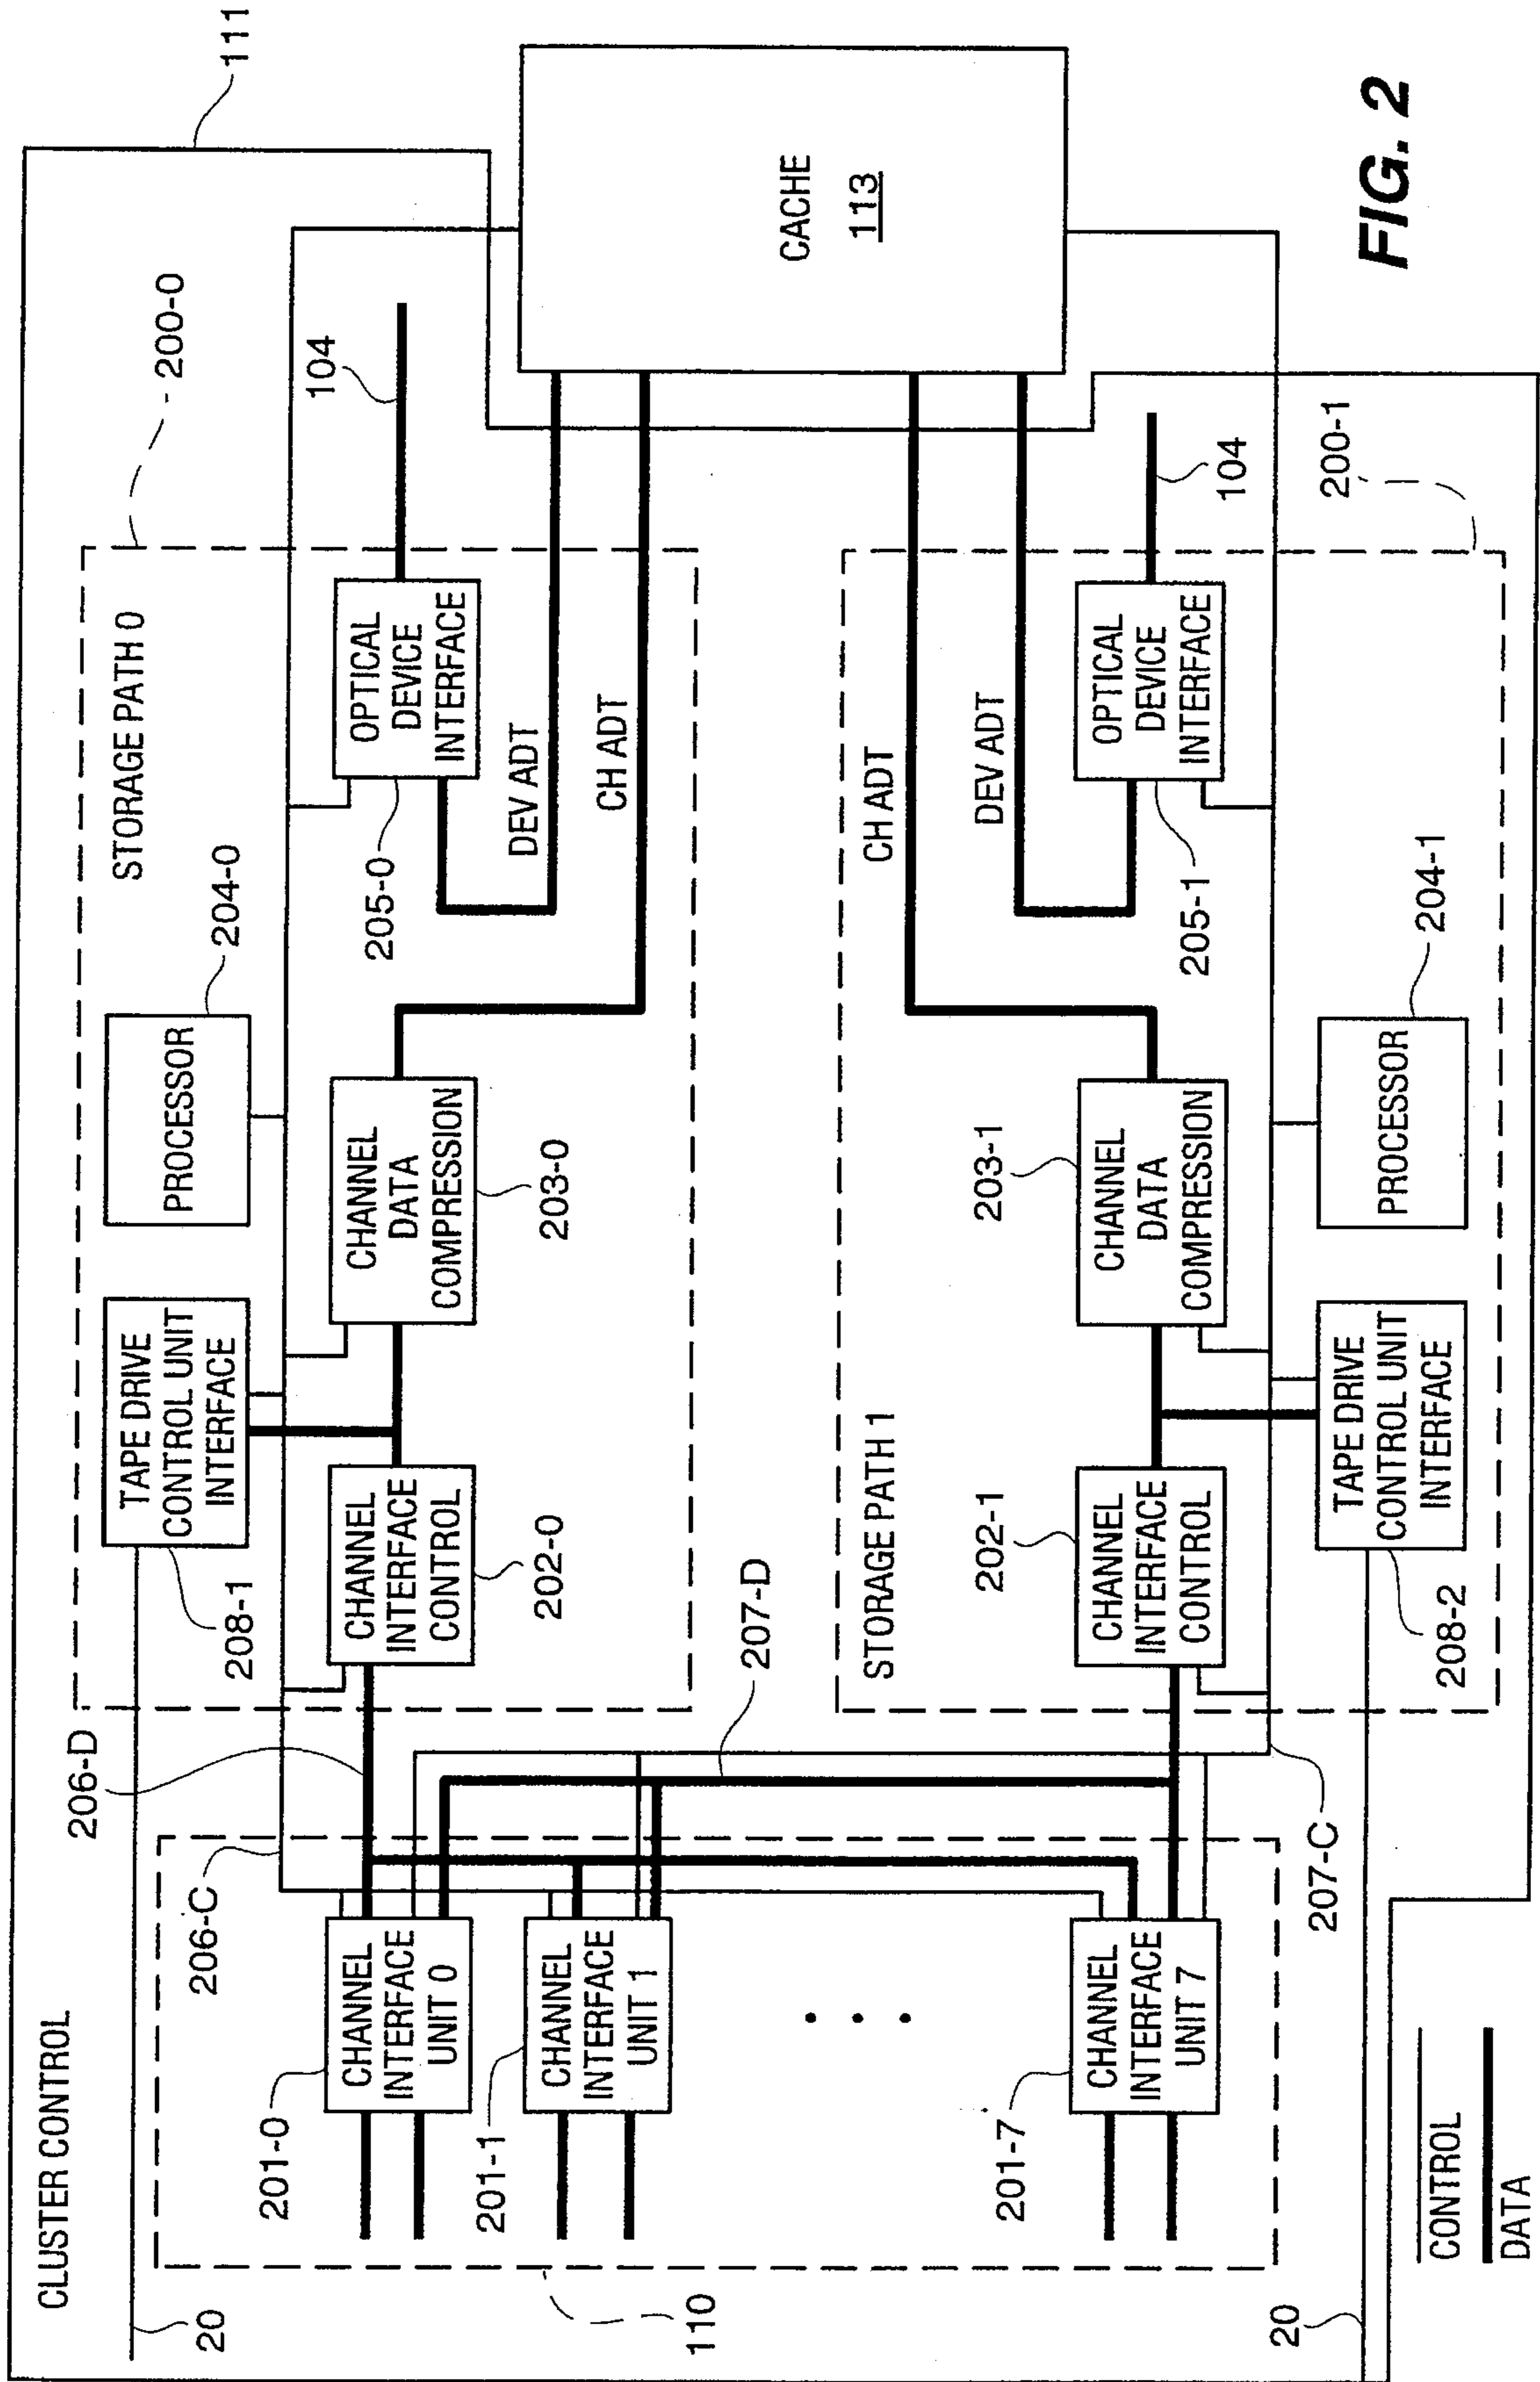 CLUSTER CONTROL
111
20
206-D
206-C
208-1
TAPE DRIVE
CONTROL UNIT
INTERFACE
PROCESSOR
204-0
STORAGE PATH 0
200-0
201-0
CHANNEL
INTERFACE
UNIT 0
CHANNEL
INTERFACE
CONTROL
202-0
CHANNEL
DATA
COMPRESSION
203-0
OPTICAL
DEVICE
INTERFACE
205-0
104
DEV ADT
CH ADT
201-1
CHANNEL
INTERFACE
UNIT 1
207-D
CACHE
113
110
201-7
CHANNEL
INTERFACE
UNIT 7
STORAGE PATH 1
CH ADT
DEV ADT
202-1
CHANNEL
INTERFACE
CONTROL
203-1
CHANNEL
DATA
COMPRESSION
205-1
OPTICAL
DEVICE
INTERFACE
104
200-1
20
207-C
208-2
TAPE DRIVE
CONTROL UNIT
INTERFACE
PROCESSOR
204-1
CONTROL
DATA
FIG. 2